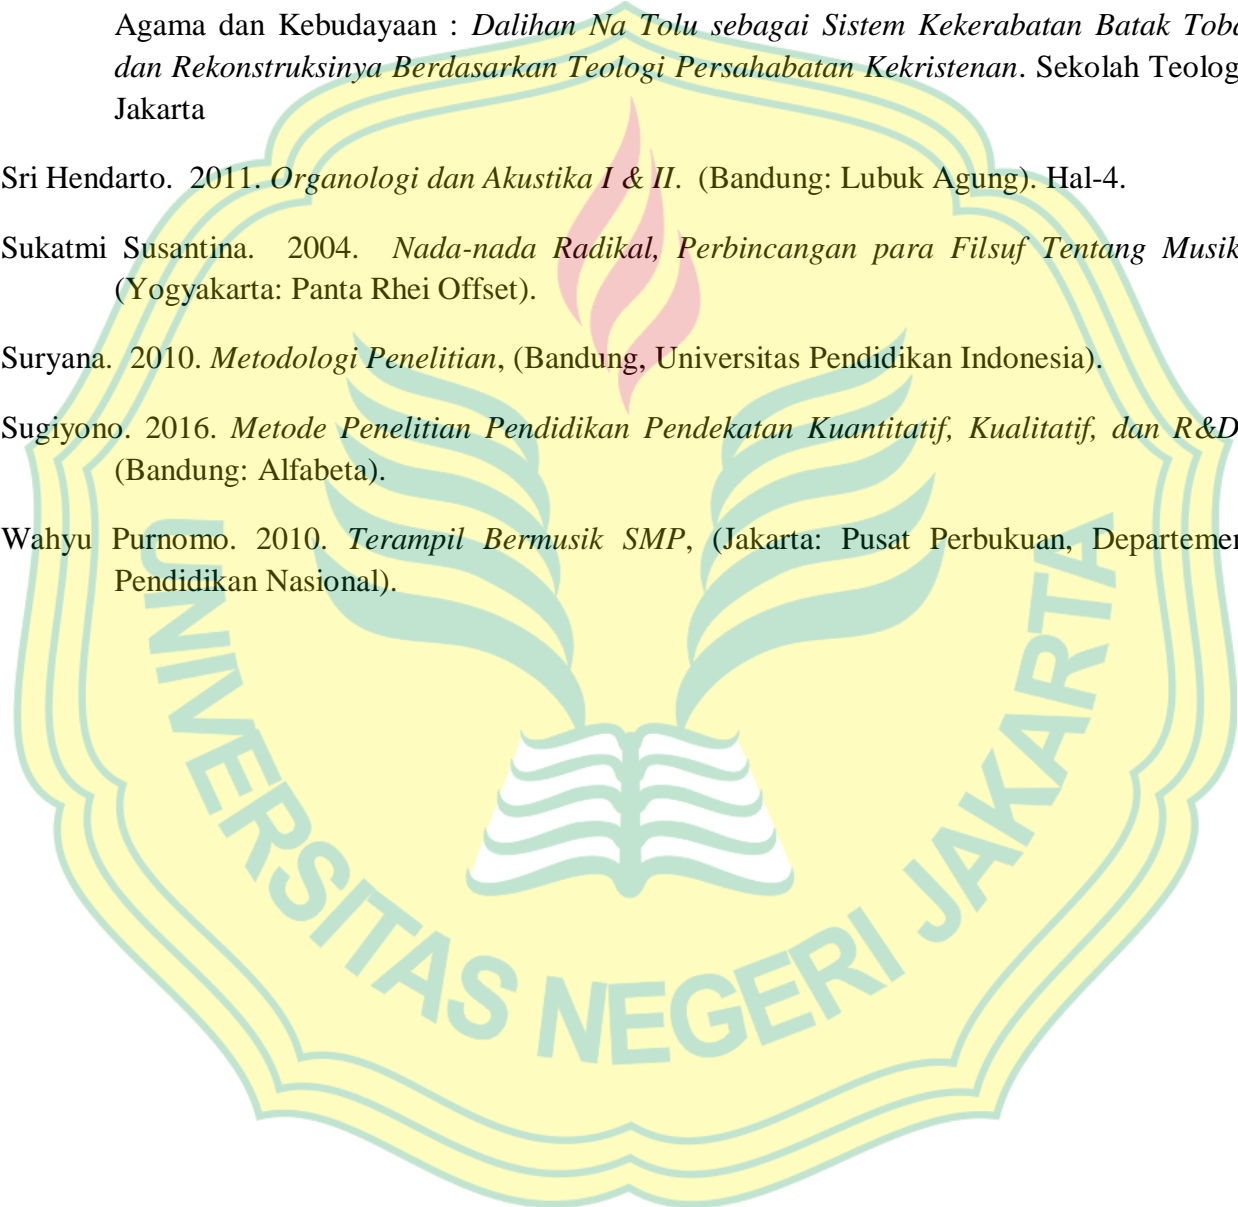 Agama dan Kebudayaan : Dalihan Na Tolu sebagai Sistem Kekerabatan Batak Toba
dan Rekonstruksinya Berdasarkan Teologi Persahabatan Kekristenan. Sekolah Teolog
Jakarta
Sri Hendarto. 2011. Organologi dan Akustika I & II. (Bandung: Lubuk Agung). Hal-4.
Sukatmi Susantina. 2004. Nada-nada Radikal, Perbincangan para Filsuf Tentang Musik
(Yogyakarta: Panta Rhei Offset).
Suryana. 2010. Metodologi Penelitian, (Bandung, Universitas Pendidikan Indonesia).
Sugiyono. 2016. Metode Penelitian Pendidikan Pendekatan Kuantitatif, Kualitatif, dan R&D
(Bandung: Alfabeta).
Wahyu Purnomo. 2010. Terampil Bermusik SMP, (Jakarta: Pusat Perbukuan, Departemen
Pendidikan Nasional).
UNIVERSITAS NEGERI JAKARTA